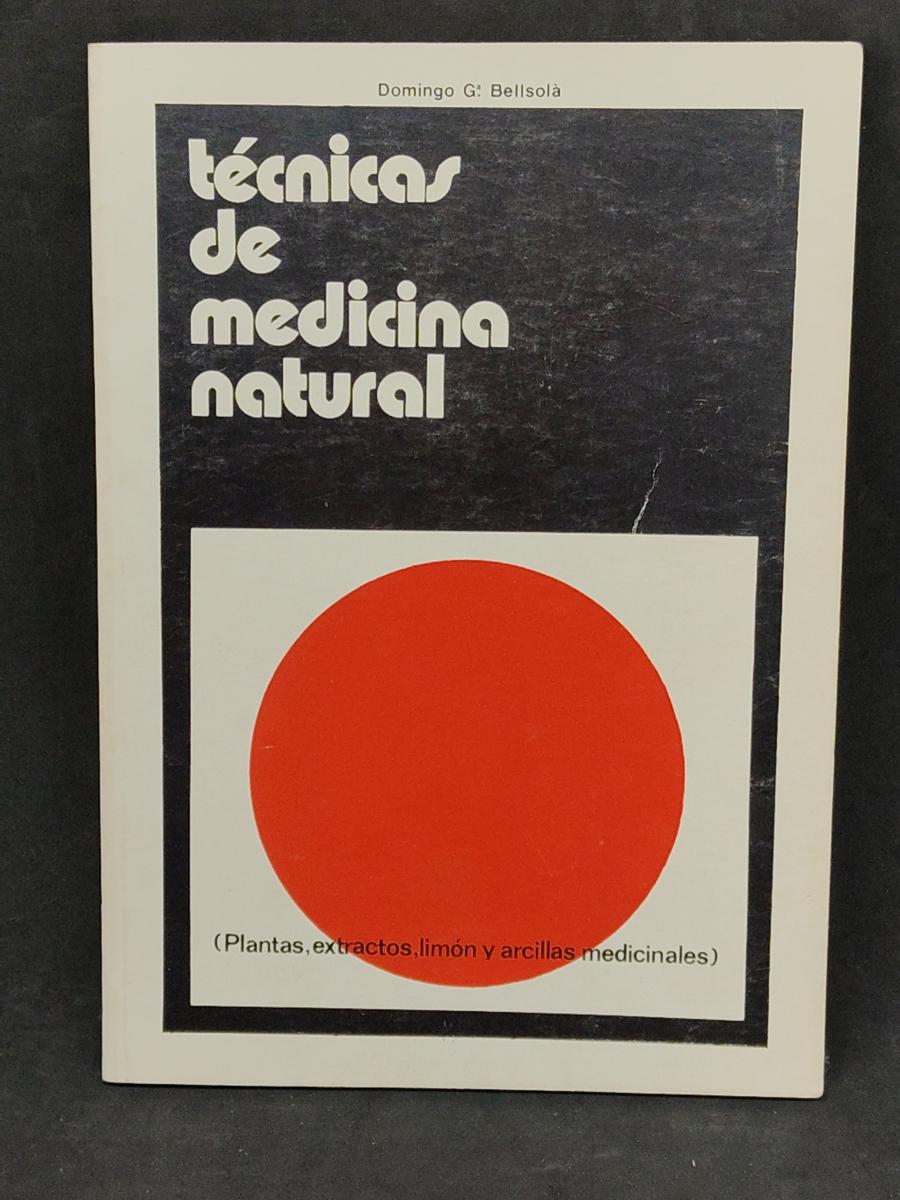 Domingo Gª. Bellsolà
técnicas
de
medicina
natural
(Plantas,extractos,limón y arcillas medicinales)